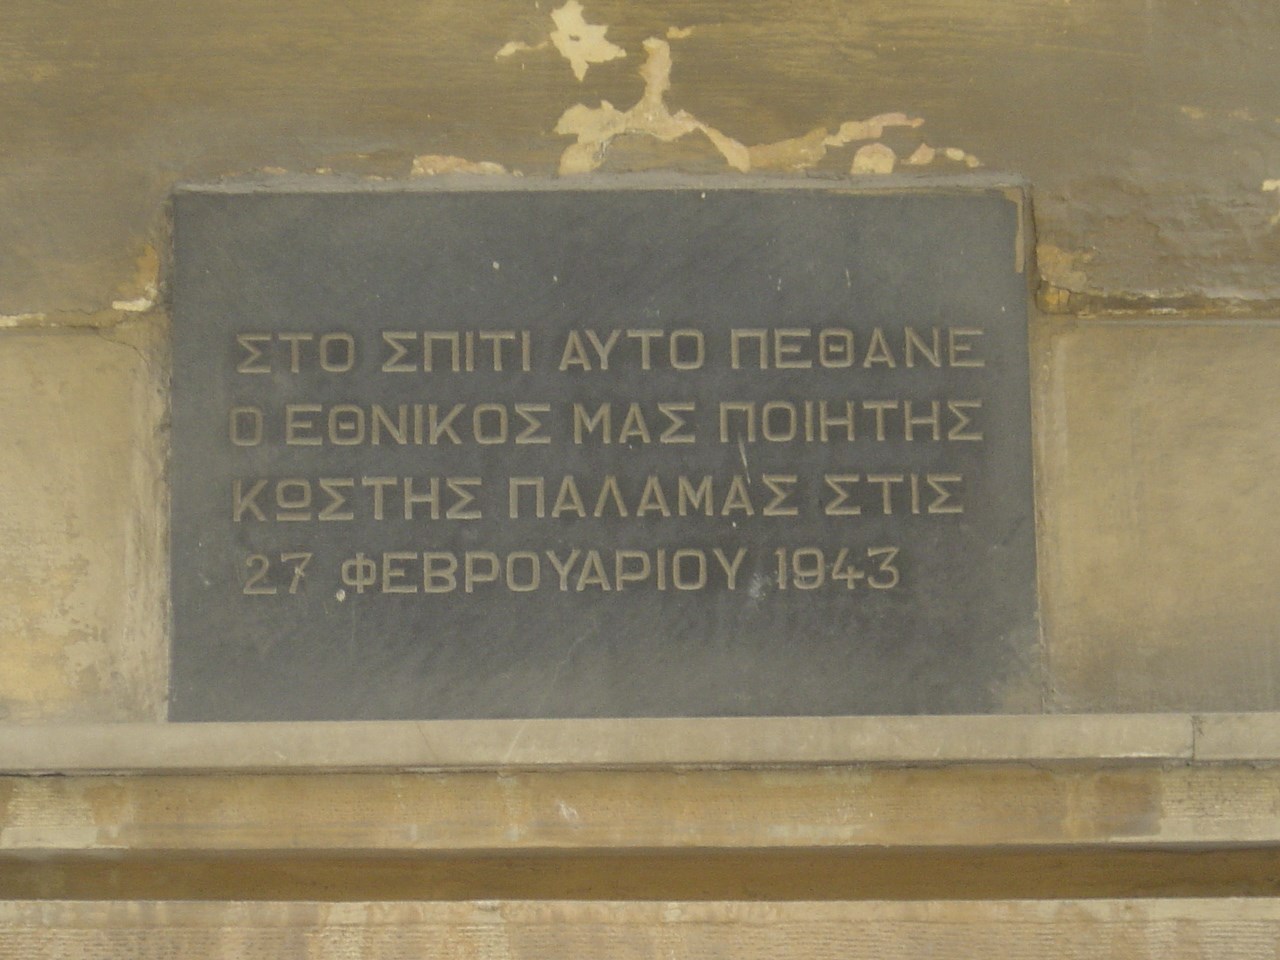 ΣΤΟ ΣΠΙΤΙ ΑΥΤΟ ΠΕΘΑΝΕ
Ο ΕΘΝΙΚΟΣ ΜΑΣ ΠΟΙΗΤΗΣ
ΚΩΣΤΗΣ ΠΑΛΑΜΑΣ ΣΤΙΣ
27 ΦΕΒΡΟΥΑΡΙΟΥ 1943